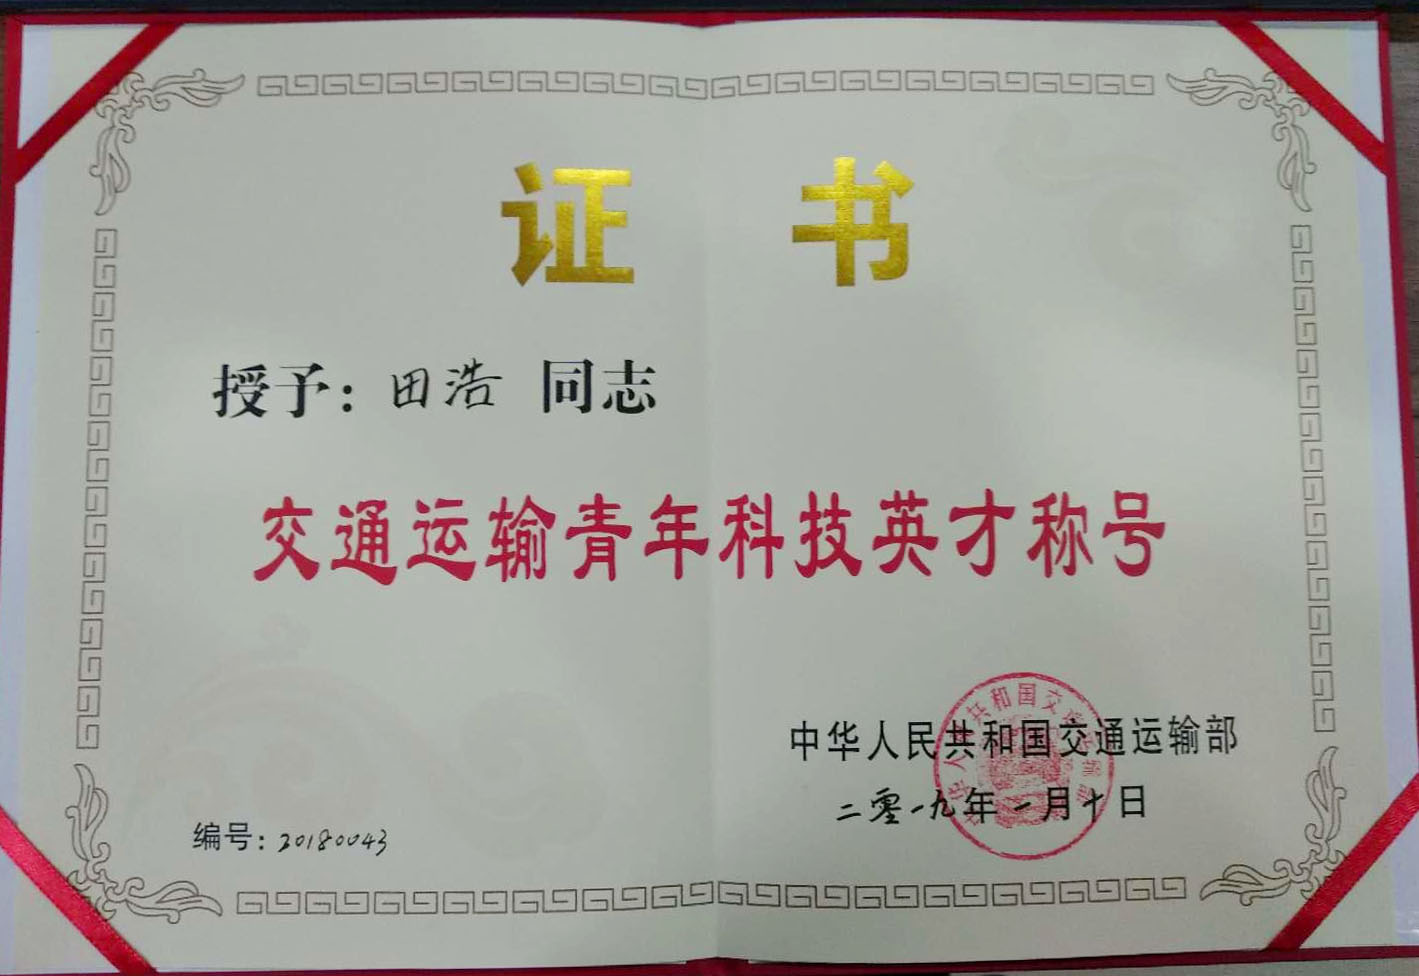 证 书
授予：田浩 同志
交通运输青年科技英才称号
中华人民共和国交通运输部
二零一九年一月十日
编号：20180043